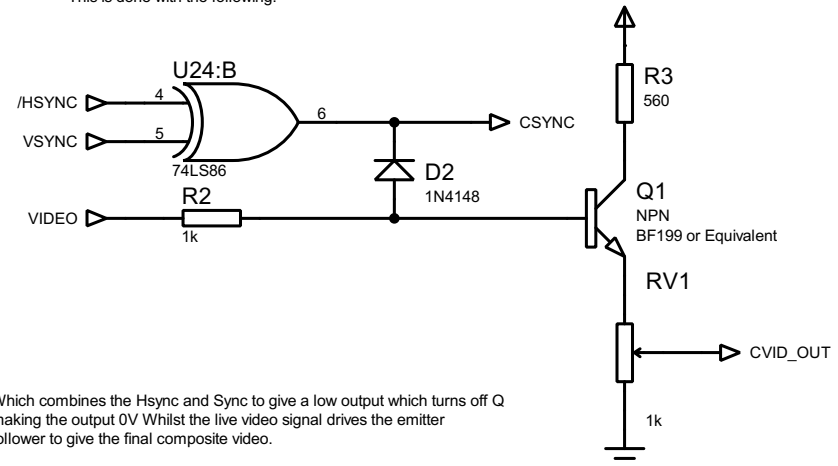 This is done with the following:
U24:B
/HSYNC
4
6
CSYNC
VSYNC
5
74LS86
R3
560
D2
1N4148
R2
VIDEO
1k
Q1
NPN
BF199 or Equivalent
RV1
CVID_OUT
1k
Which combines the Hsync and Sync to give a low output which turns off Q
making the output 0V Whilst the live video signal drives the emitter
follower to give the final composite video.